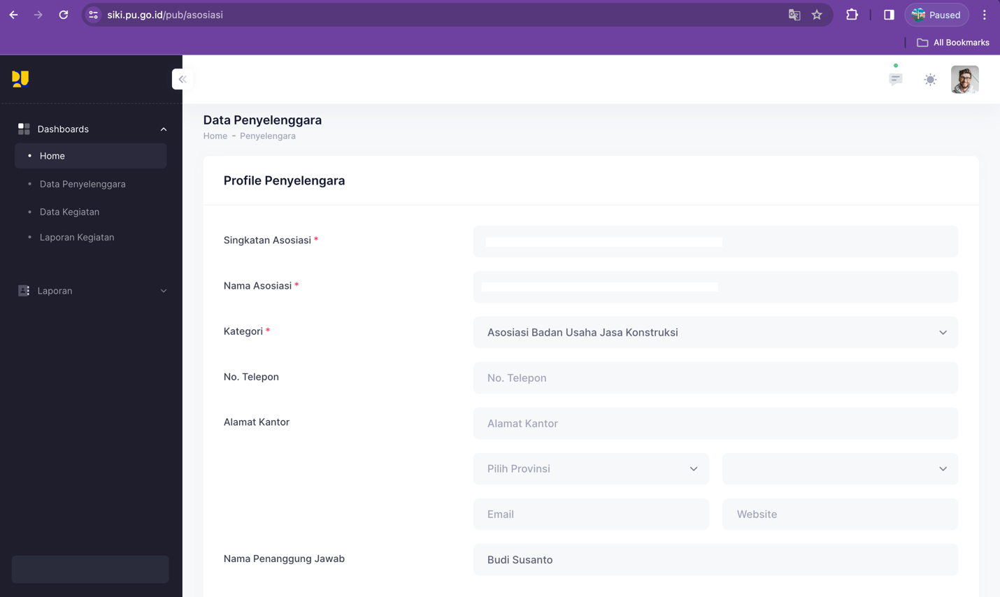 siki.pu.go.id/pub/asosiasi
Paused
All Bookmarks
Dashboards
Home
Data Penyelenggara
Data Kegiatan
Laporan Kegiatan
Laporan
Data Penyelenggara
Home - Penyelengara
Profile Penyelengara
Singkatan Asosiasi *
Nama Asosiasi *
Kategori *
Asosiasi Badan Usaha Jasa Konstruksi
No. Telepon
No. Telepon
Alamat Kantor
Alamat Kantor
Pilih Provinsi
Email
Website
Nama Penanggung Jawab
Budi Susanto